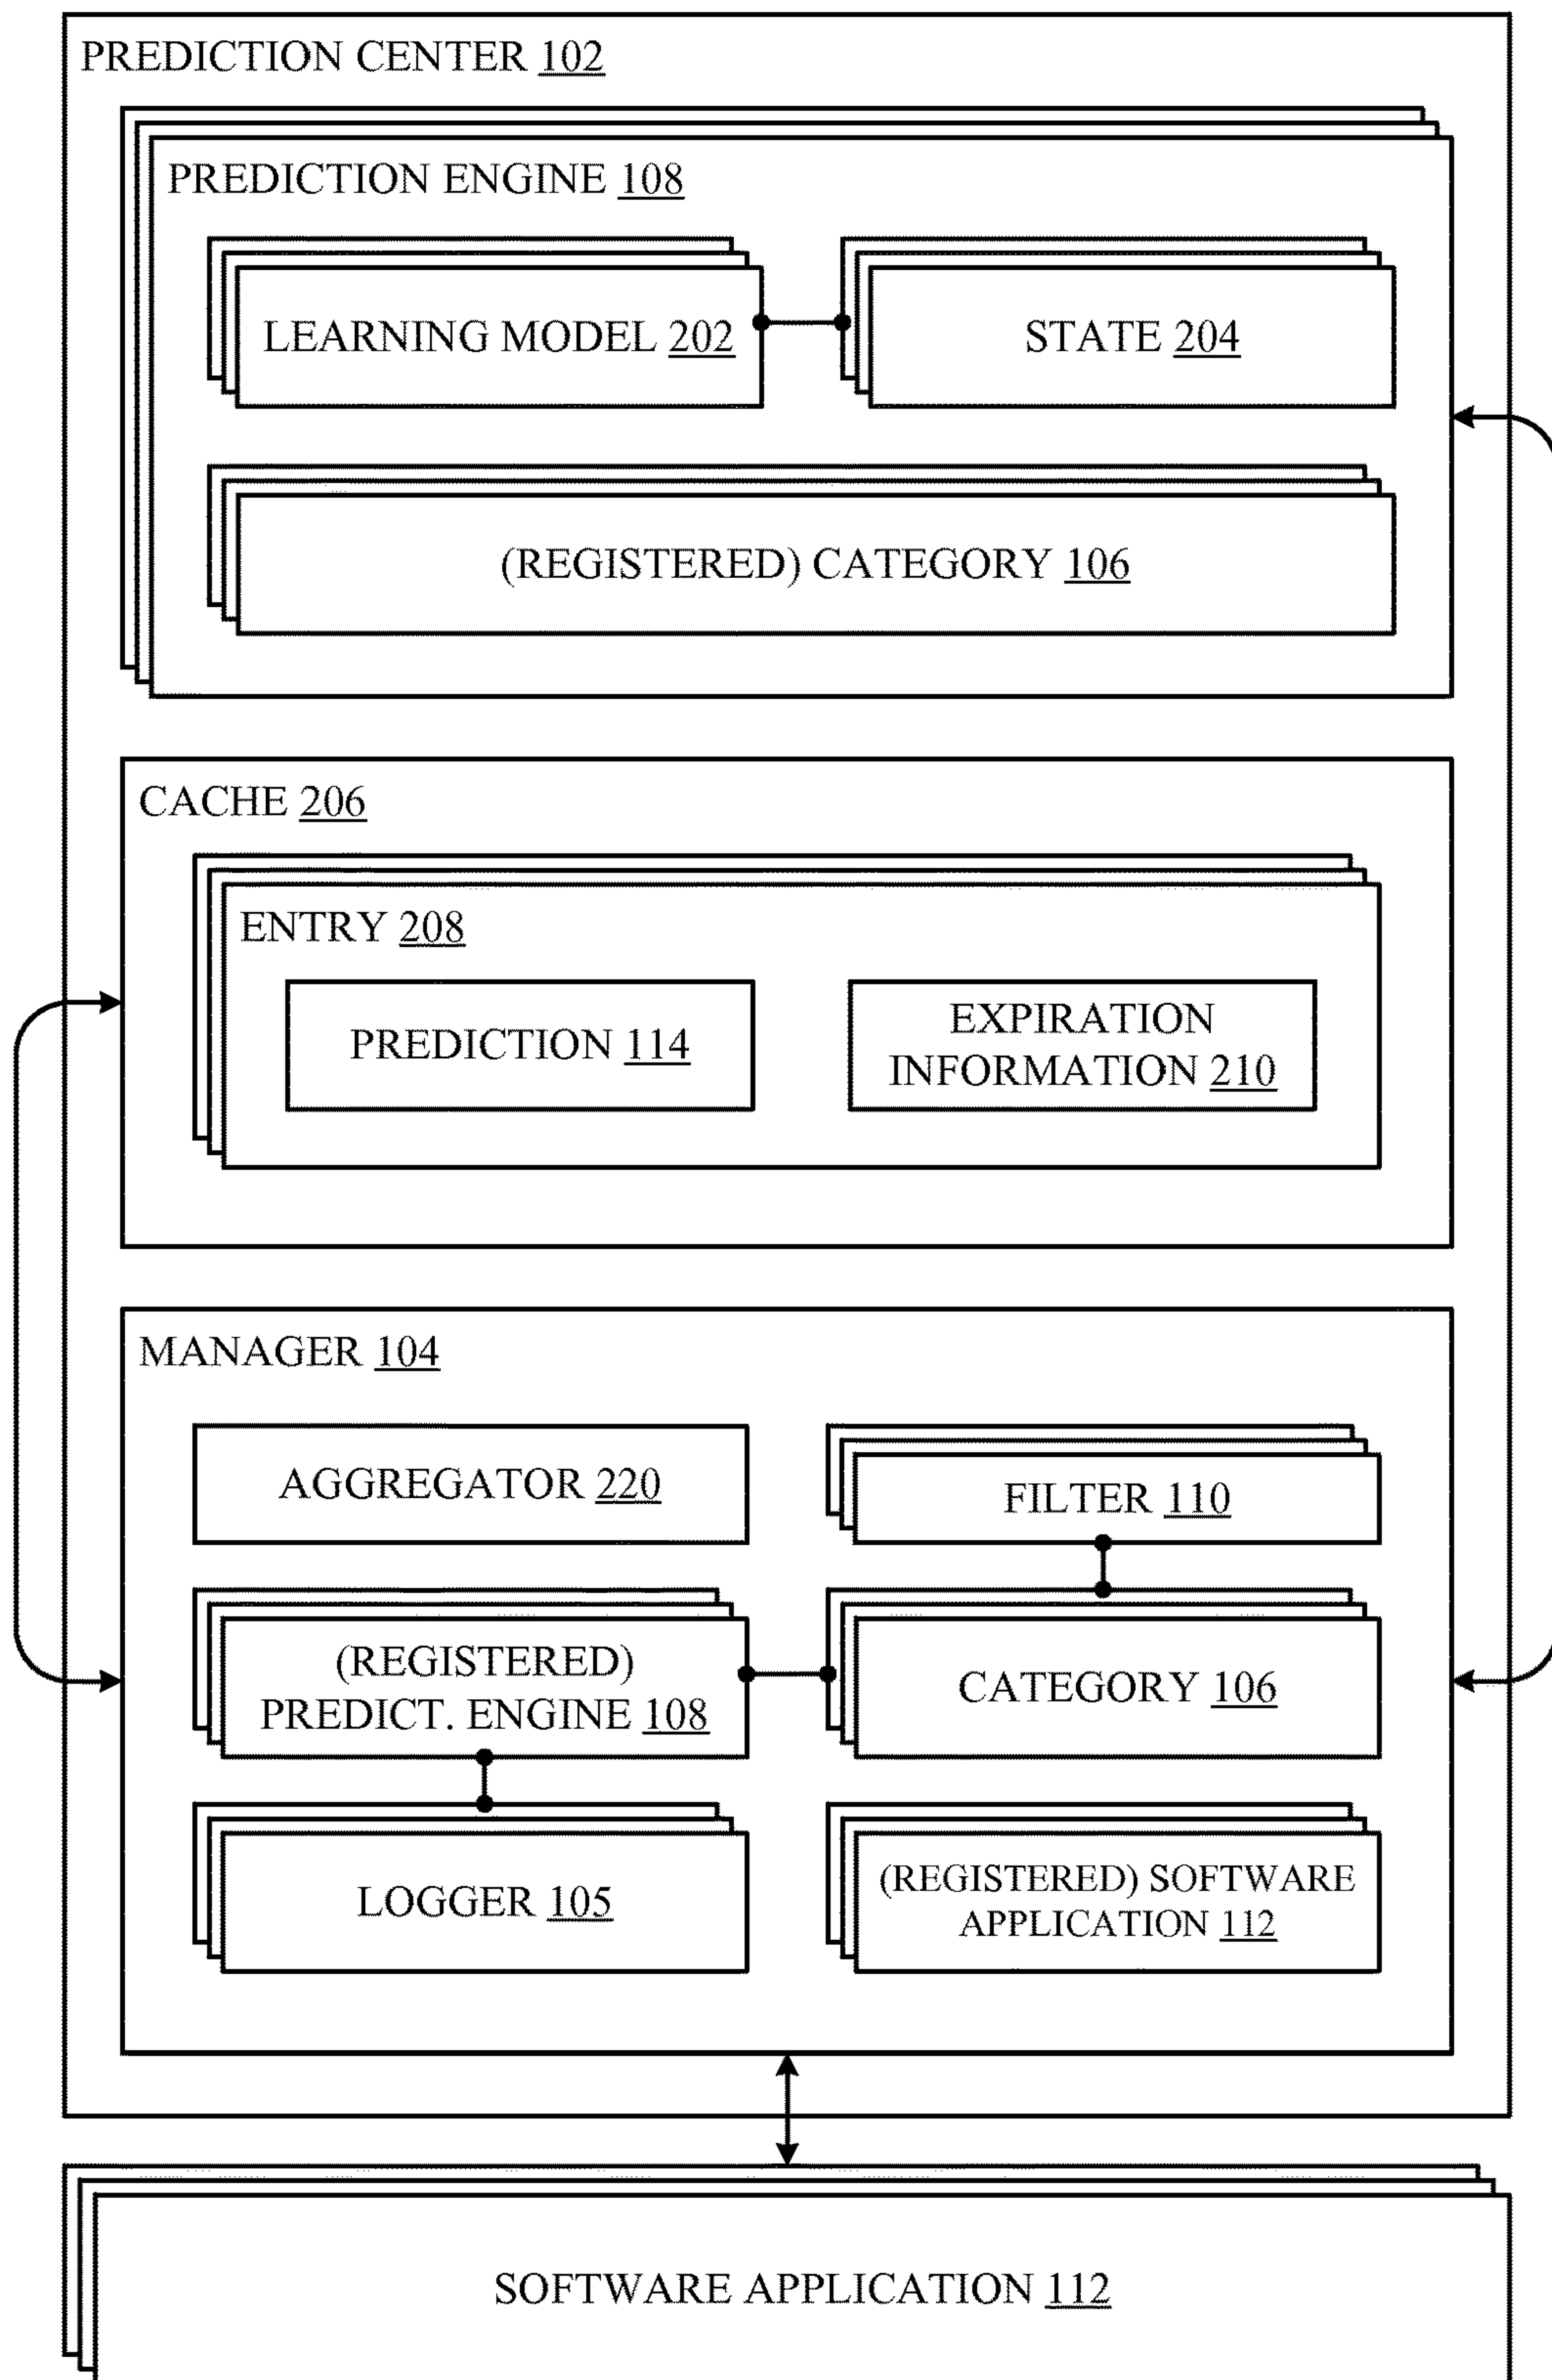 PREDICTION CENTER 102
PREDICTION ENGINE 108
LEARNING MODEL 202
STATE 204
(REGISTERED) CATEGORY 106
CACHE 206
ENTRY 208
PREDICTION 114
EXPIRATION
INFORMATION 210
MANAGER 104
AGGREGATOR 220
FILTER 110
(REGISTERED)
PREDICT. ENGINE 108
CATEGORY 106
LOGGER 105
(REGISTERED) SOFTWARE
APPLICATION 112
SOFTWARE APPLICATION 112